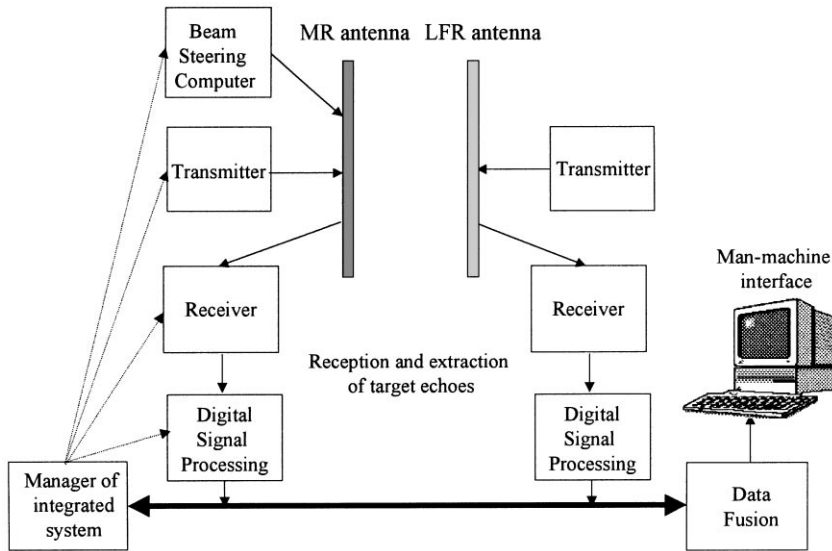 Beam
Steering
Computer
MR antenna
LFR antenna
Transmitter
Transmitter
Man-machine
interface
Receiver
Receiver
Reception and extraction
of target echoes
Digital
Signal
Processing
Digital
Signal
Processing
Manager of
integrated
system
Data
Fusion